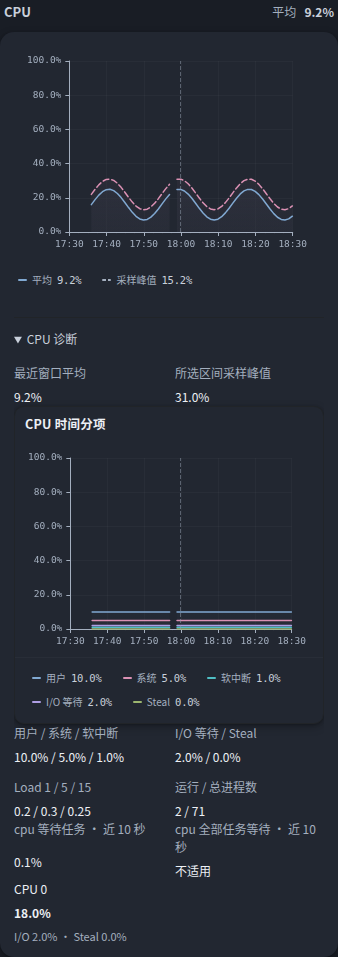 CPU 平均 9.2%
100.0%
80.0%
60.0%
40.0%
20.0%
0.0%
17:30 17:40 17:50 18:00 18:10 18:20 18:30
平均 9.2% 采样峰值 15.2%
▼ CPU 诊断
最近窗口平均 所选区间采样峰值
9.2% 31.0%
CPU 时间分项
100.0%
80.0%
60.0%
40.0%
20.0%
0.0%
17:30 17:40 17:50 18:00 18:10 18:20 18:30
用户 10.0% 系统 5.0% 软中断 1.0%
I/O 等待 2.0% Steal 0.0%
用户 / 系统 / 软中断 I/O 等待 / Steal
10.0% / 5.0% / 1.0% 2.0% / 0.0%
Load 1 / 5 / 15 运行 / 总进程数
0.2 / 0.3 / 0.25 2 / 71
cpu 等待任务 · 近 10 秒 cpu 全部任务等待 · 近 10
秒
0.1% 不适用
CPU 0
18.0%
I/O 2.0% · Steal 0.0%